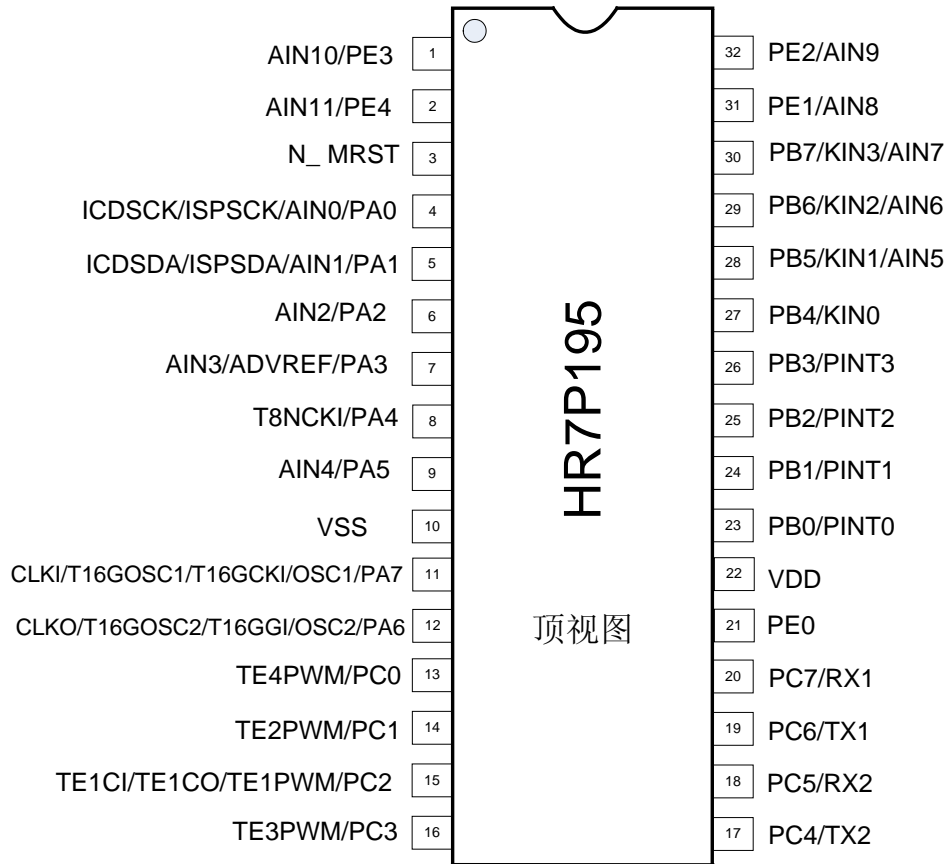 AIN10/PE3 1
AIN11/PE4 2
N_ MRST 3
ICDSCK/ISPSCK/AIN0/PA0 4
ICDSDA/ISPSDA/AIN1/PA1 5
AIN2/PA2 6
AIN3/ADVREF/PA3 7
T8NCKI/PA4 8
AIN4/PA5 9
VSS 10
CLKI/T16GOSC1/T16GCKI/OSC1/PA7 11
CLKO/T16GOSC2/T16GGI/OSC2/PA6 12
TE4PWM/PC0 13
TE2PWM/PC1 14
TE1CI/TE1CO/TE1PWM/PC2 15
TE3PWM/PC3 16
HR7P195
顶视图
32 PE2/AIN9
31 PE1/AIN8
30 PB7/KIN3/AIN7
29 PB6/KIN2/AIN6
28 PB5/KIN1/AIN5
27 PB4/KIN0
26 PB3/PINT3
25 PB2/PINT2
24 PB1/PINT1
23 PB0/PINT0
22 VDD
21 PE0
20 PC7/RX1
19 PC6/TX1
18 PC5/RX2
17 PC4/TX2